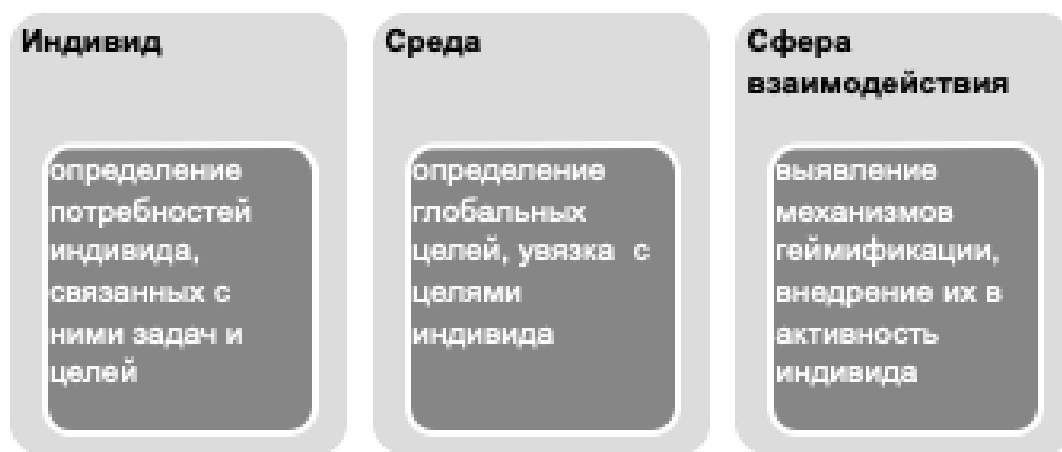 Индивид
определение
потребностей
индивида,
связанных с
ними задач и
целей
Среда
определение
глобальных
целей, увязка с
целями
индивида
Сфера
взаимодействия
выявление
механизмов
геймификации,
внедрение их в
активность
индивида